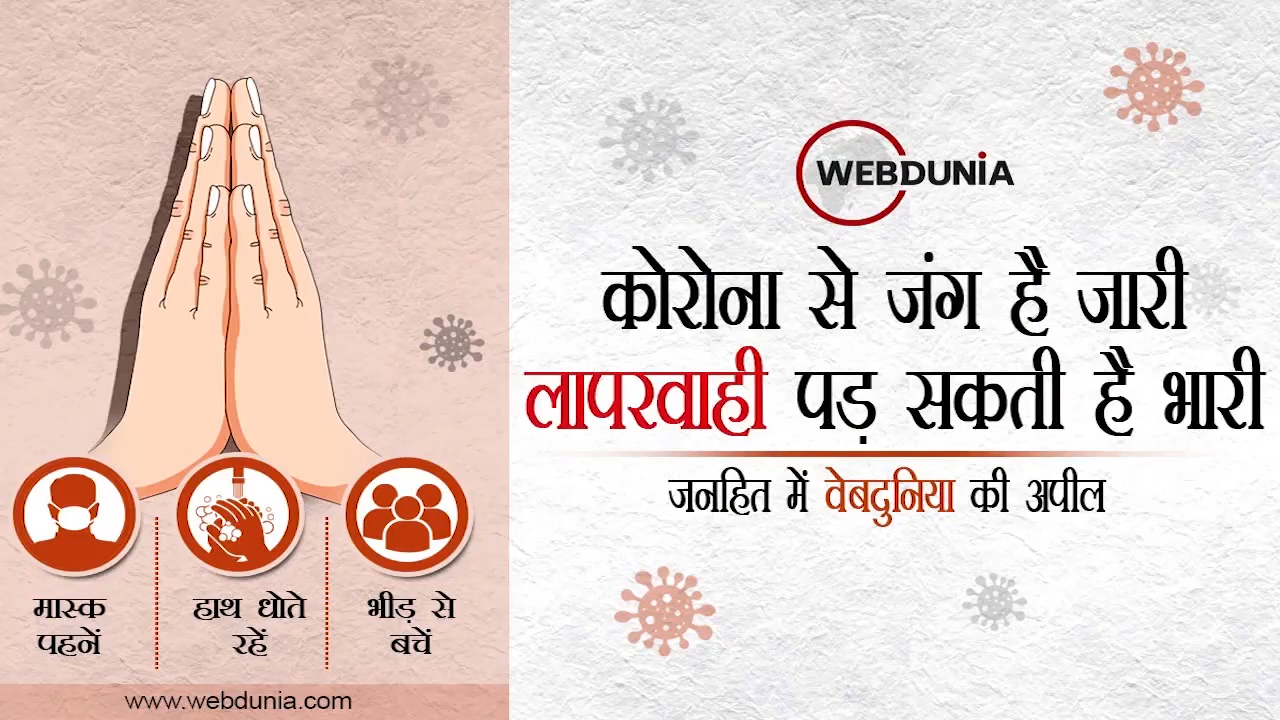 WEBDUNIA
कोरोना से जंग है जारी
लापरवाही पड़ सकती है भारी
जनहित में वेबदुनिया की अपील
मास्क
पहनें
हाथ धोते
रहें
भीड़ से
बचें
www.webdunia.com